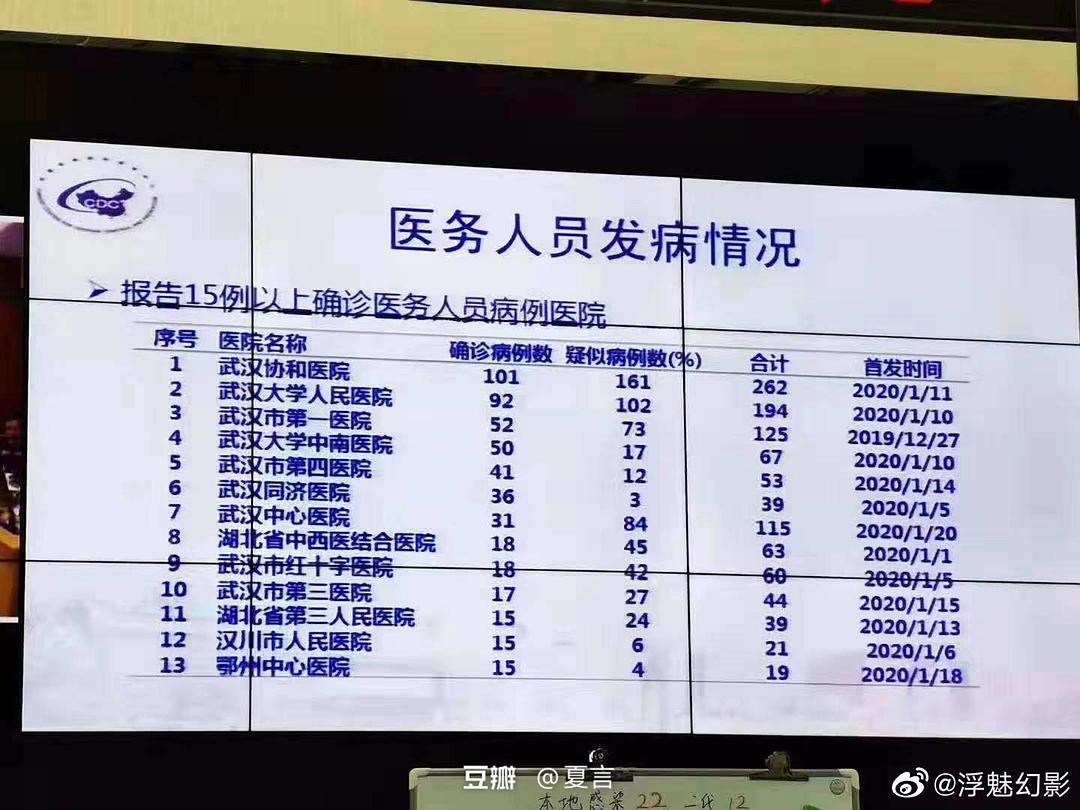 CDC
医务人员发病情况
➢ 报告15例以上确诊医务人员病例医院
序号 医院名称 确诊病例数 疑似病例数(%) 合计 首发时间
1 武汉协和医院 101 161 262 2020/1/11
2 武汉大学人民医院 92 102 194 2020/1/10
3 武汉市第一医院 52 73 125 2019/12/27
4 武汉大学中南医院 50 17 67 2020/1/10
5 武汉市第四医院 41 12 53 2020/1/14
6 武汉同济医院 36 3 39 2020/1/5
7 武汉中心医院 31 84 115 2020/1/20
8 湖北省中西医结合医院 18 45 63 2020/1/1
9 武汉市红十字医院 18 42 60 2020/1/5
10 武汉市第三医院 17 27 44 2020/1/15
11 湖北省第三人民医院 15 24 39 2020/1/13
12 汉川市人民医院 15 6 21 2020/1/6
13 鄂州中心医院 15 4 19 2020/1/18
豆瓣 @夏言
@浮魅幻影
本地感染22 二代12